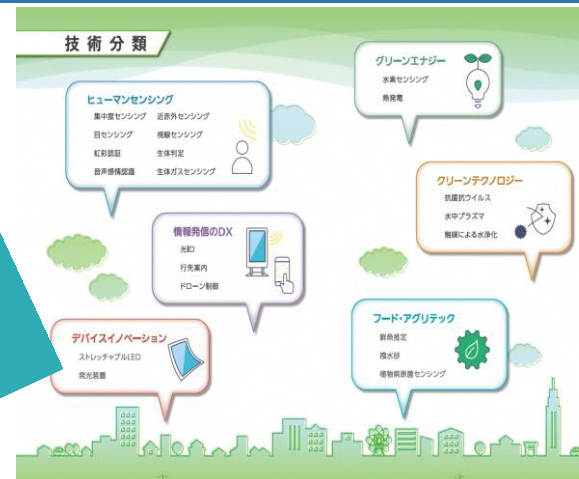 技術分類
ヒューマンセンシング
集中度センシング 近赤外センシング
目センシング 視線センシング
虹彩認証 生体判定
音声感情認識 生体ガスセンシング
グリーンエナジー
水素センシング
熱発電
クリーンテクノロジー
抗菌抗ウイルス
水中プラズマ
触媒による水浄化
情報発信のDX
光ID
行先案内
ドローン制御
デバイスイノベーション
ストレッチャブルLED
発光装置
フード・アグリテック
鮮魚推定
撥水砂
植物病原菌センシング
-1-
-2-